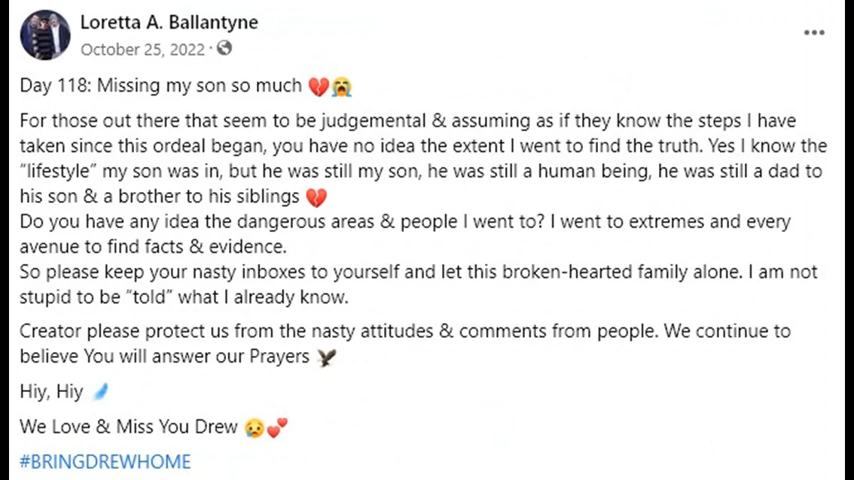 Loretta A. Ballantyne
October 25, 2022 ·
Day 118: Missing my son so much 💔😭
For those out there that seem to be judgemental & assuming as if they know the steps I have
taken since this ordeal began, you have no idea the extent I went to find the truth. Yes I know the
“lifestyle” my son was in, but he was still my son, he was still a human being, he was still a dad to
his son & a brother to his siblings 💔
Do you have any idea the dangerous areas & people I went to? I went to extremes and every
avenue to find facts & evidence.
So please keep your nasty inboxes to yourself and let this broken-hearted family alone. I am not
stupid to be “told” what I already know.
Creator please protect us from the nasty attitudes & comments from people. We continue to
believe You will answer our Prayers 🦅
Hiy, Hiy 🪶
We Love & Miss You Drew 😢💕
#BRINGDREWHOME